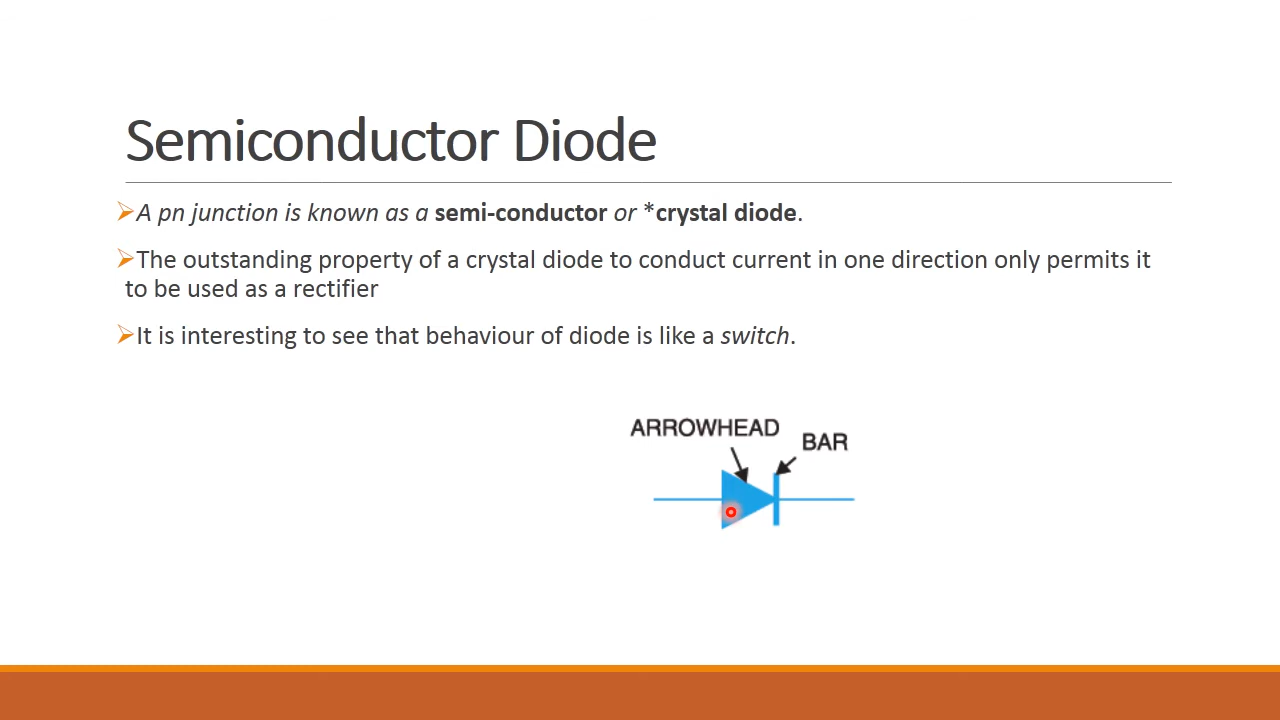 Semiconductor Diode
A pn junction is known as a semi-conductor or *crystal diode.
The outstanding property of a crystal diode to conduct current in one direction only permits it
to be used as a rectifier
It is interesting to see that behaviour of diode is like a switch.
ARROWHEAD
BAR